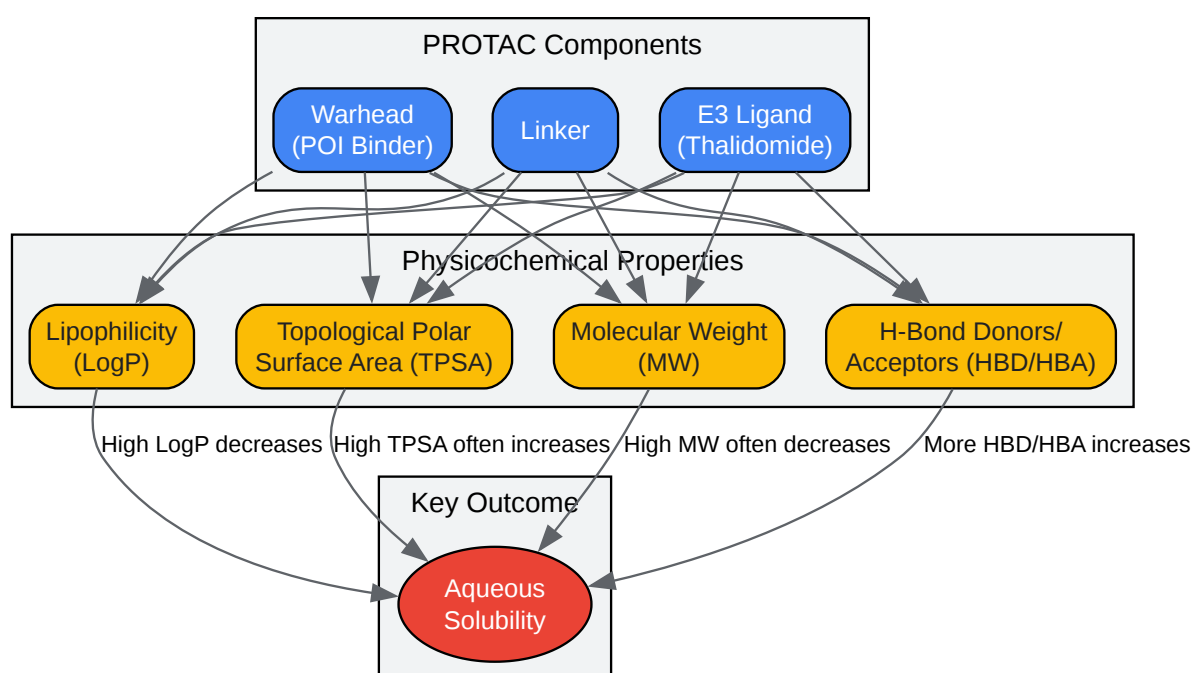 PROTAC Components
Warhead
(POI Binder)
Linker
E3 Ligand
(Thalidomide)
Physicochemical Properties
Lipophilicity
(LogP)
Topological Polar
Surface Area (TPSA)
Molecular Weight
(MW)
H-Bond Donors/
Acceptors (HBD/HBA)
High LogP decreases
High TPSA often increases
High MW often decreases
More HBD/HBA increases
Key Outcome
Aqueous
Solubility